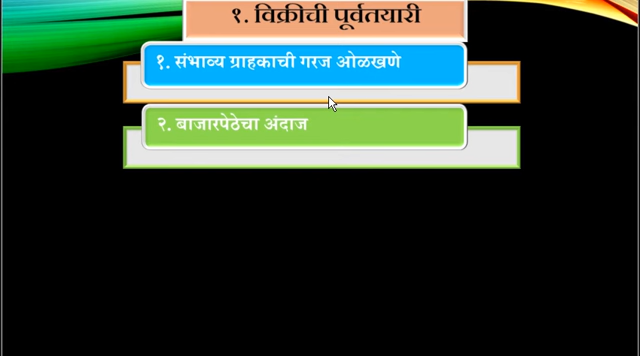 १. विक्रीची पूर्वतयारी
१. संभाव्य ग्राहकाची गरज ओळखणे
२. बाजारपेठेचा अंदाज